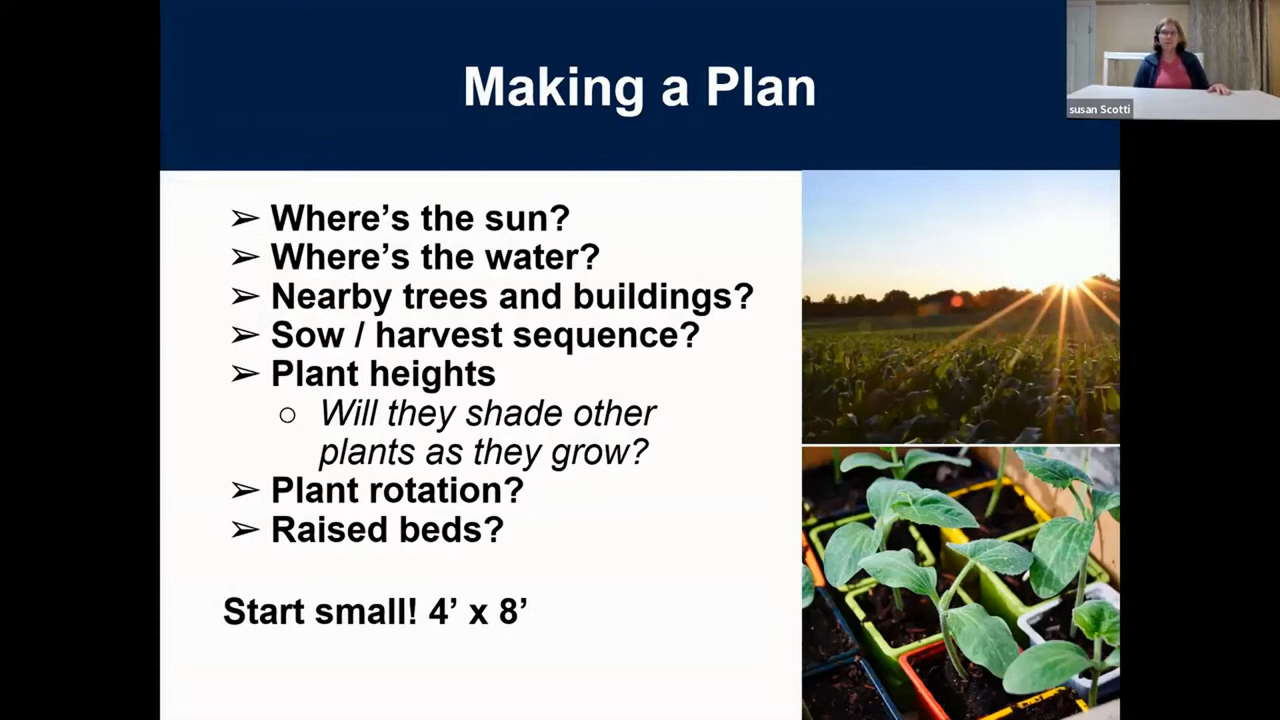 Making a Plan
susan Scotti
➢ Where’s the sun?
➢ Where’s the water?
➢ Nearby trees and buildings?
➢ Sow / harvest sequence?
➢ Plant heights
○ Will they shade other
plants as they grow?
➢ Plant rotation?
➢ Raised beds?
Start small! 4’ x 8’